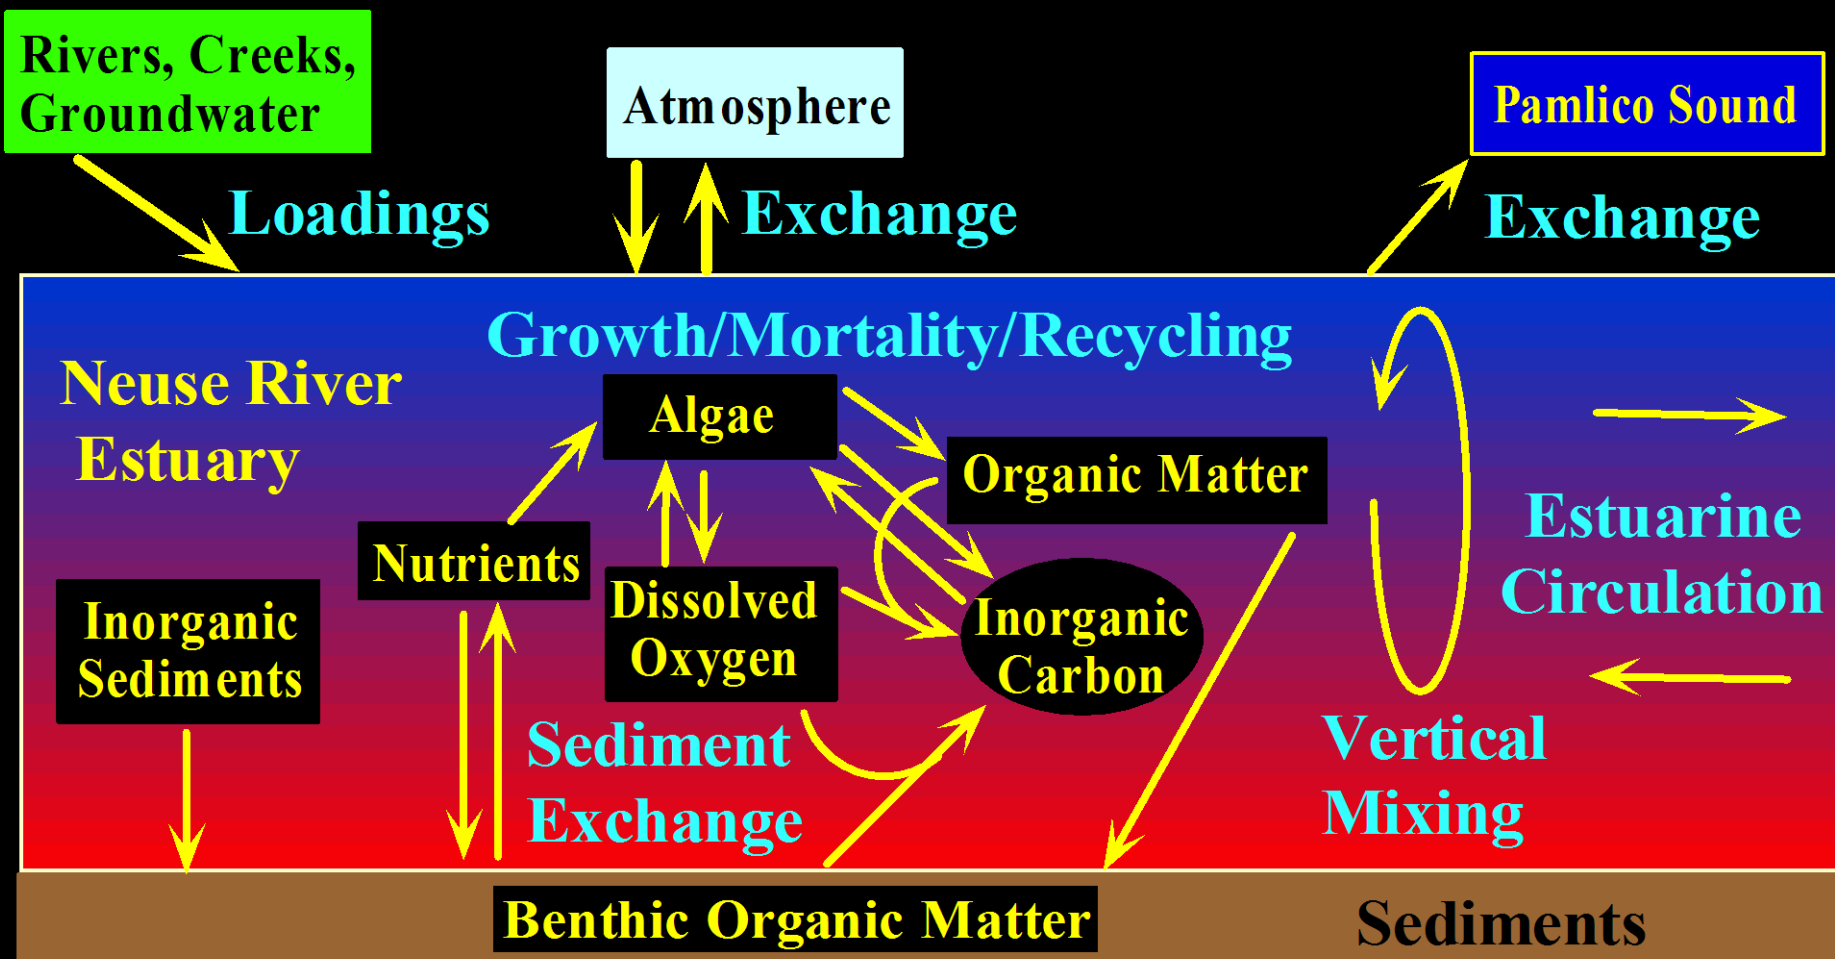 Rivers, Creeks,
Groundwater
Atmosphere
Pamlico Sound
Loadings
Exchange
Exchange
Growth/Mortality/Recycling
Neuse River
Estuary
Algae
Organic Matter
Nutrients
Dissolved
Oxygen
Inorganic
Sediments
Inorganic
Carbon
Estuarine
Circulation
Sediment
Exchange
Vertical
Mixing
Benthic Organic Matter
Sediments